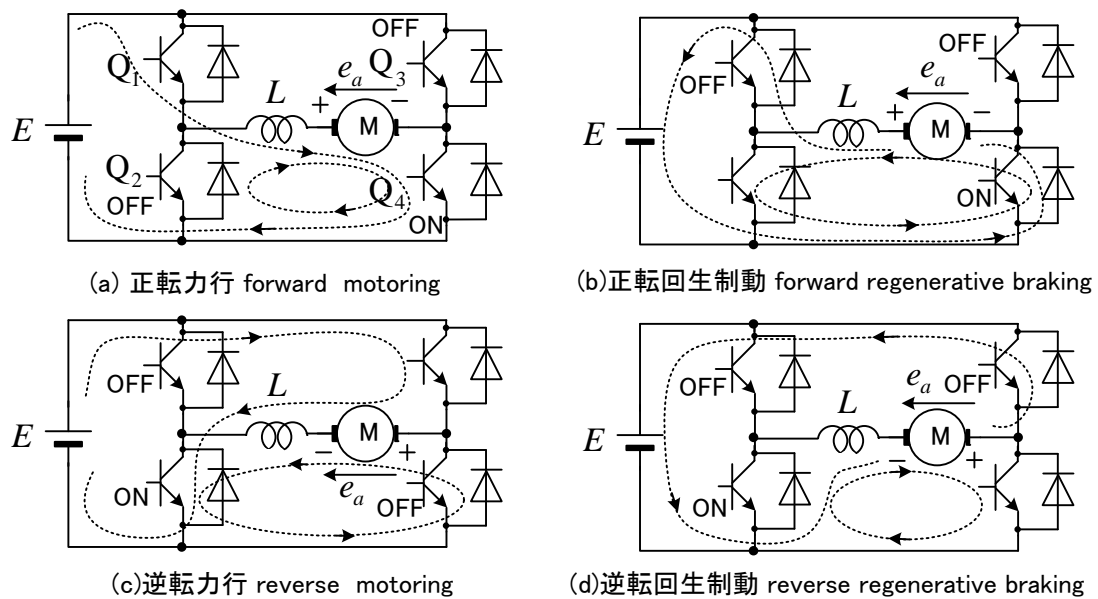 OFF
Q1
ea
Q3
L
+
−
E
M
Q2
OFF
Q4
ON
(a) 正転力行 forward motoring
OFF
OFF
ea
L
+
−
E
M
ON
(b)正転回生制動 forward regenerative braking
OFF
L
E
M
−
+
ON
ea
OFF
(c)逆転力行 reverse motoring
OFF
ea
OFF
L
E
M
−
+
ON
(d)逆転回生制動 reverse regenerative braking